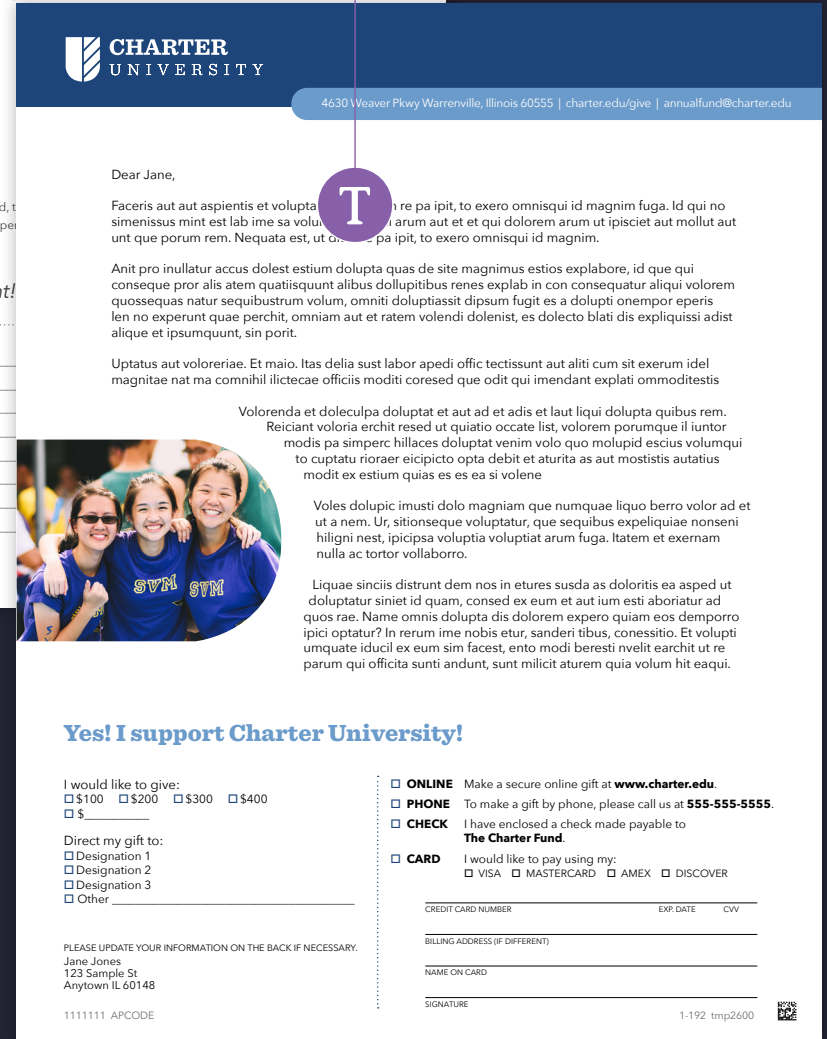 CHARTER
UNIVERSITY
4630 Weaver Pkwy Warrenville, Illinois 60555 | charter.edu/give | annualfund@charter.edu
Dear Jane,
T
Faceris aut aut aspientis et volupta re pa ipit, to exero omnisqui id magnim fuga. Id qui no
simenissus mint est lab ime sa arum aut et et qui dolorem arum ut ipisciet aut mollut aut
unt que porum rem. Nequata est, ut pa ipit, to exero omnisqui id magnim.
Anit pro inullatur accus dolest estium dolupta quas de site magnimus estios explabore, id que qui
conseque pror alis atem quatiisquunt alibus dollupitibus renes explab in con consequatur aliqui volorem
quossequas natur sequibustrum volum, omniti doluptiassit dipsum fugit es a dolupti onempor eperis
len no experunt quae perchit, omniam aut et ratem volendi dolenist, es dolecto blati dis expliquissi adist
alique et ipsumquunt, sin porit.
Uptatus aut voloreriae. Et maio. Itas delia sust labor apedi offic tectissunt aut aliti cum sit exerum idel
magnitae nat ma comnihil ilictecae officiis moditi coresed que odit qui imendant explati ommoditestis
Volorenda et doleculpa doluptat et aut ad et adis et laut liqui dolupta quibus rem.
Reiciant voloria erchit resed ut quiatio occate list, volorem porumque il iuntor
modis pa simperc hillaces doluptat venim volo quo molupid escius volumqui
to cuptatu rioraer eicipicto opta debit et aturita as aut mostistis autatius
modit ex estium quias es es ea si volene
Voles dolupic imusti dolo magniam que numquae liquo berro volor ad et
ut a nem. Ur, sitionseque voluptatur, que sequibus expeliquiae nonseni
hiligni nest, ipicipsa voluptia voluptiat arum fuga. Itatem et exernam
nulla ac tortor vollaborro.
SVM SVM
Liquae sinciis distrunt dem nos in etures susda as doloritis ea asped ut
doluptatur siniet id quam, consed ex eum et aut ium esti aboriatur ad
quos rae. Name omnis dolupta dis dolorem expero quiam eos demporro
ipici optatur? In rerum ime nobis etur, sanderi tibus, conessitio. Et volupti
umquate iducil ex eum sim facest, ento modi beresti nvelit earchit ut re
parum qui officita sunti andunt, sunt milicit aturem quia volum hit eaqui.
Yes! I support Charter University!
I would like to give:
$100 $200 $300 $400
$__________
Direct my gift to:
Designation 1
Designation 2
Designation 3
Other ____________________
PLEASE UPDATE YOUR INFORMATION ON THE BACK IF NECESSARY.
Jane Jones
123 Sample St
Anytown IL 60148
1111111 APCODE
ONLINE Make a secure online gift at www.charter.edu.
PHONE To make a gift by phone, please call us at 555-555-5555.
CHECK I have enclosed a check made payable to
The Charter Fund.
CARD I would like to pay using my:
VISA MASTERCARD AMEX DISCOVER
CREDIT CARD NUMBER EXP. DATE CVV
BILLING ADDRESS (IF DIFFERENT)
NAME ON CARD
SIGNATURE
1-192 tmp2600